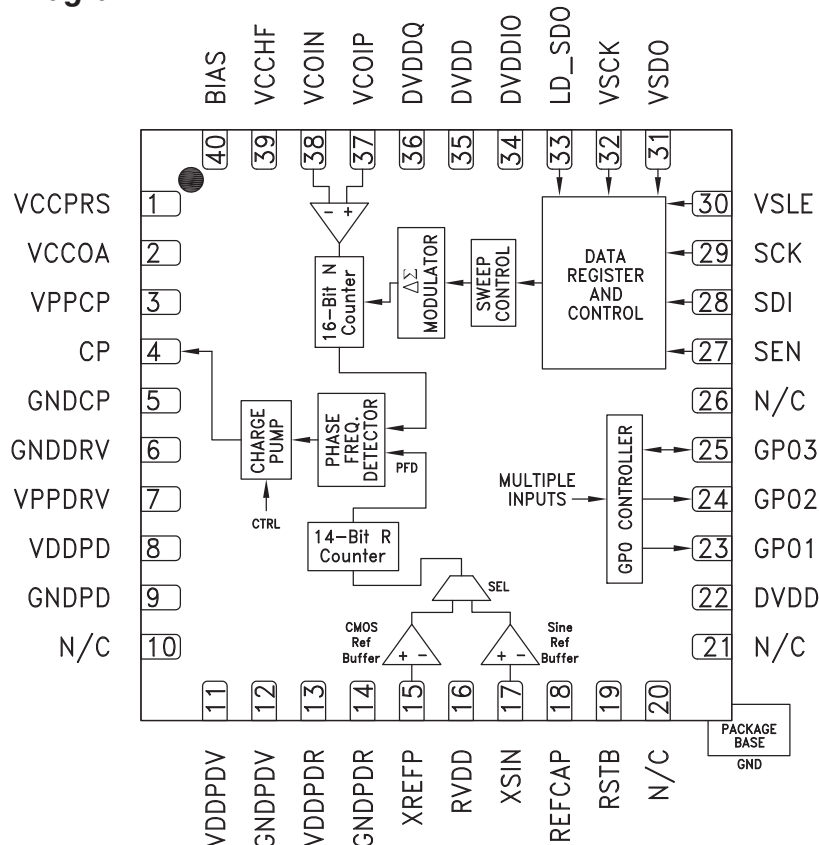 BIAS
VCCHF
VCOIN
VCOIP
DVDDQ
DVDD
DVDDIO
LD_SDO
VSCK
VSDO
40
39
38
37
36
35
34
33
32
31
VCCPRS 1
VCCOA 2
VPPCP 3
CP 4
GNDCP 5
GNDDRV 6
VPPDRV 7
VDDPD 8
GNDPD 9
N/C 10
- +
16-Bit N
Counter
ΔΣ
MODULATOR
SWEEP
CONTROL
DATA
REGISTER
AND
CONTROL
30 VSLE
29 SCK
28 SDI
27 SEN
26 N/C
25 GPO3
24 GPO2
23 GPO1
22 DVDD
21 N/C
CHARGE
PUMP
CTRL
PHASE
FREQ.
DETECTOR
PFD
MULTIPLE
INPUTS
GPO CONTROLLER
14-Bit R
Counter
SEL
CMOS
Ref
Buffer
+ -
Sine
Ref
Buffer
+ -
11
12
13
14
15
16
17
18
19
20
VDDPDV
GNDPDV
VDDPDR
GNDPDR
XREFP
RVDD
XSIN
REFCAP
RSTB
N/C
PACKAGE
BASE
GND